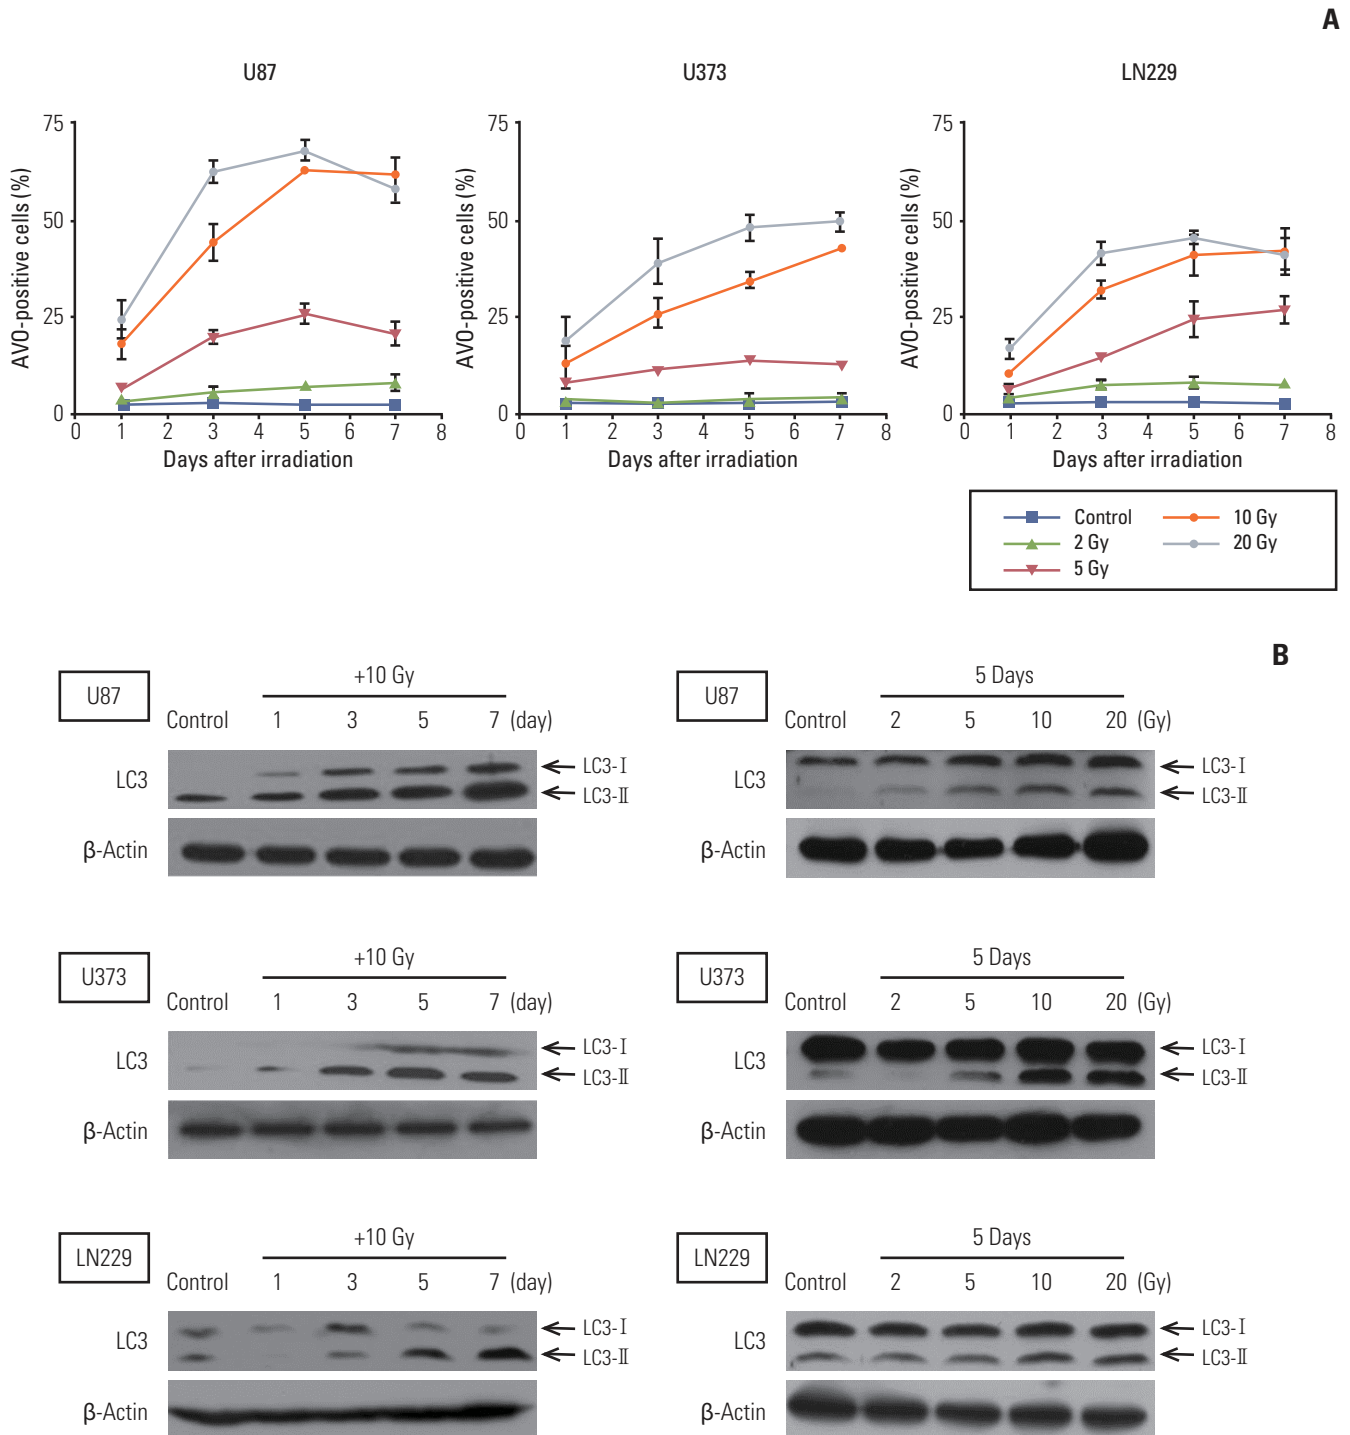 A
U87 U373 LN229
75 75 75
50 50 50
25 25 25
0 0 0
AVO-positive cells (%) AVO-positive cells (%) AVO-positive cells (%)
0 1 2 3 4 5 6 7 8 0 1 2 3 4 5 6 7 8 0 1 2 3 4 5 6 7 8
Days after irradiation Days after irradiation Days after irradiation
Control 10 Gy
2 Gy 20 Gy
5 Gy
B
U87
+10 Gy
Control 1 3 5 7 (day)
LC3
LC3-Ⅰ
LC3-Ⅱ
β-Actin
U87
5 Days
Control 2 5 10 20 (Gy)
LC3
LC3-Ⅰ
LC3-Ⅱ
β-Actin
U373
+10 Gy
Control 1 3 5 7 (day)
LC3
LC3-Ⅰ
LC3-Ⅱ
β-Actin
U373
5 Days
Control 2 5 10 20 (Gy)
LC3
LC3-Ⅰ
LC3-Ⅱ
β-Actin
LN229
+10 Gy
Control 1 3 5 7 (day)
LC3
LC3-Ⅰ
LC3-Ⅱ
β-Actin
LN229
5 Days
Control 2 5 10 20 (Gy)
LC3
LC3-Ⅰ
LC3-Ⅱ
β-Actin